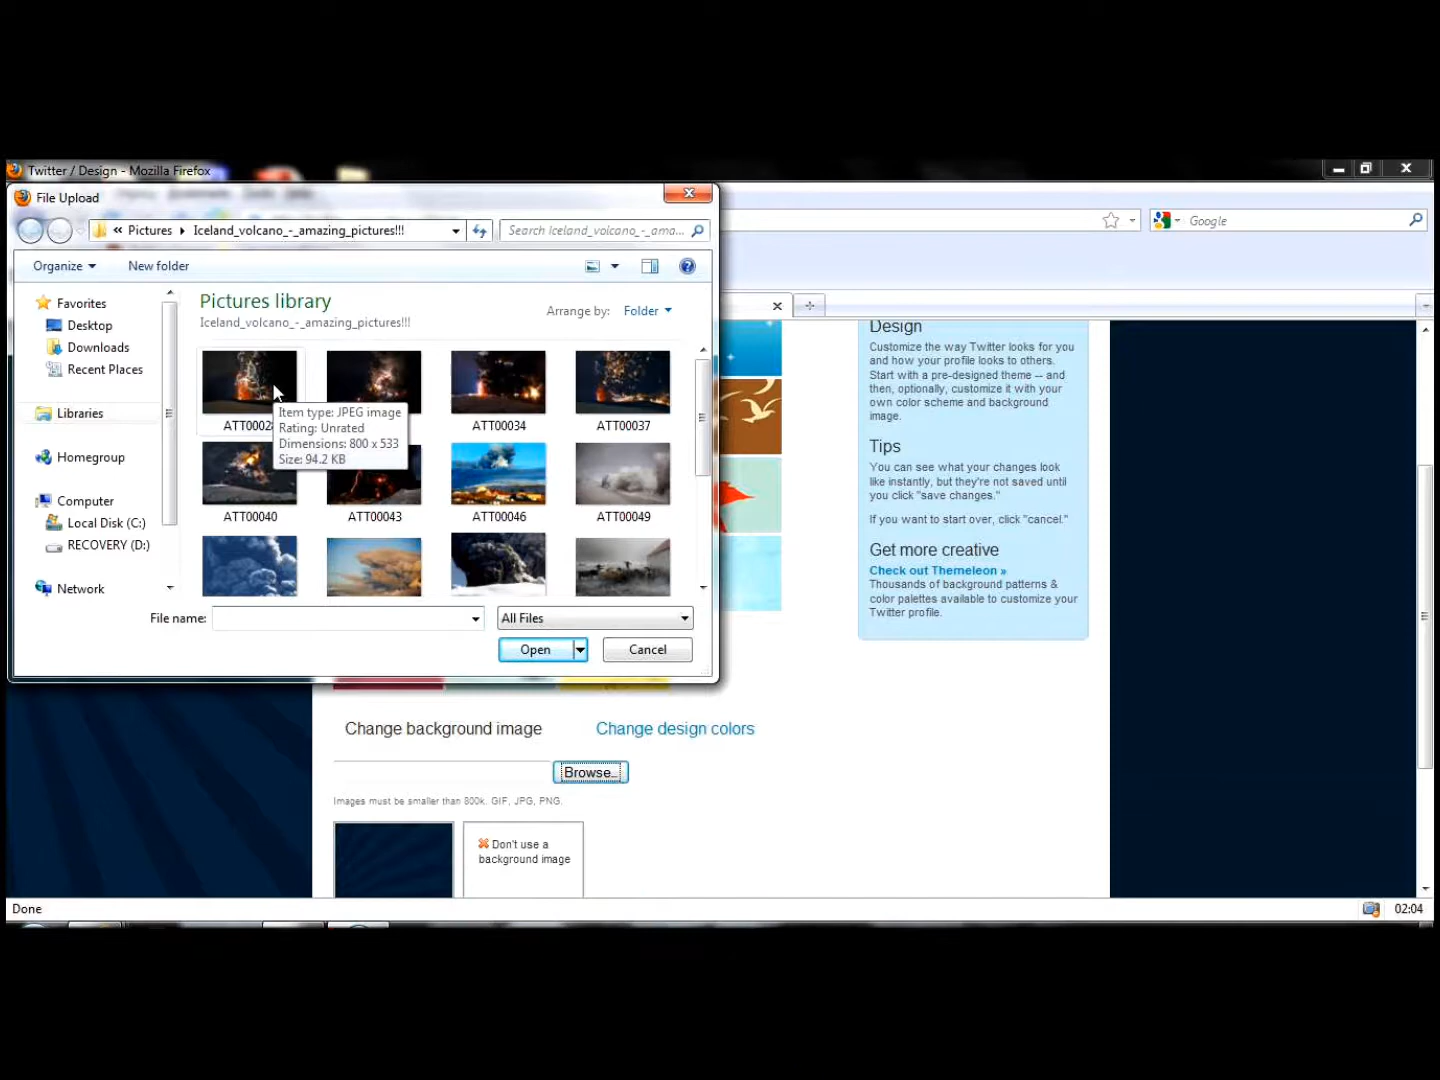 Twitter / Design - Mozilla Firefox
File Upload
« Pictures Iceland_volcano_-_amazing_pictures!!!
Search Iceland_volcano_-_ama...
Google
Organize
New folder
Favorites
Desktop
Downloads
Recent Places
Libraries
Homegroup
Computer
Local Disk (C:)
RECOVERY (D:)
Network
Pictures library
Iceland_volcano_-_amazing_pictures!!!
Arrange by: Folder
ATT0002
ATT00034
ATT00037
Item type: JPEG image
Rating: Unrated
Dimensions: 800 x 533
Size: 94.2 KB
ATT00040
ATT00043
ATT00046
ATT00049
File name:
All Files
Open
Cancel
Design
Customize the way Twitter looks for you
and how your profile looks to others.
Start with a pre-designed theme -- and
then, optionally, customize it with your
own color scheme and background
image.
Tips
You can see what your changes look
like instantly, but they're not saved until
you click "save changes."
If you want to start over, click "cancel."
Get more creative
Check out Themeleon »
Thousands of background patterns &
color palettes available to customize your
Twitter profile.
Change background image
Change design colors
Browse...
Images must be smaller than 800k. GIF, JPG, PNG.
Don't use a
background image
Done
02:04